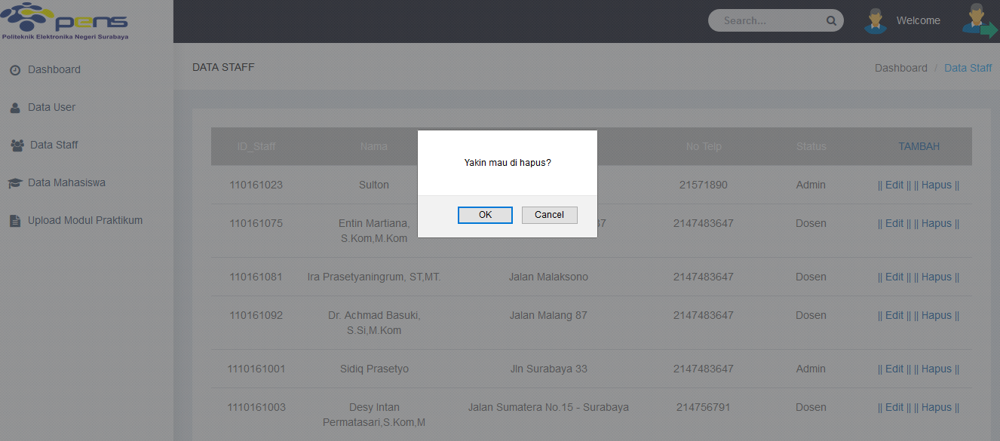 pens
Politeknik Elektronika Negeri Surabaya
Search...
Welcome
Dashboard
Data User
Data Staff
Data Mahasiswa
Upload Modul Praktikum
DATA STAFF
Dashboard / Data Staff
ID_Staff Nama No Telp Status TAMBAH
110161023 Sulton 21571890 Admin || Edit || || Hapus ||
110161075 Entin Martiana, 37 2147483647 Dosen || Edit || || Hapus ||
S.Kom,M.Kom
110161081 Ira Prasetyaningrum, ST,MT. Jalan Malaksono 2147483647 Dosen || Edit || || Hapus ||
110161092 Dr. Achmad Basuki, Jalan Malang 87 2147483647 Dosen || Edit || || Hapus ||
S.Si,M.Kom
1110161001 Sidiq Prasetyo Jln Surabaya 33 2147483647 Admin || Edit || || Hapus ||
1110161003 Desy Intan Jalan Sumatera No.15 - Surabaya 214756791 Dosen || Edit || || Hapus ||
Permatasari,S.Kom,M
Yakin mau di hapus?
OK Cancel